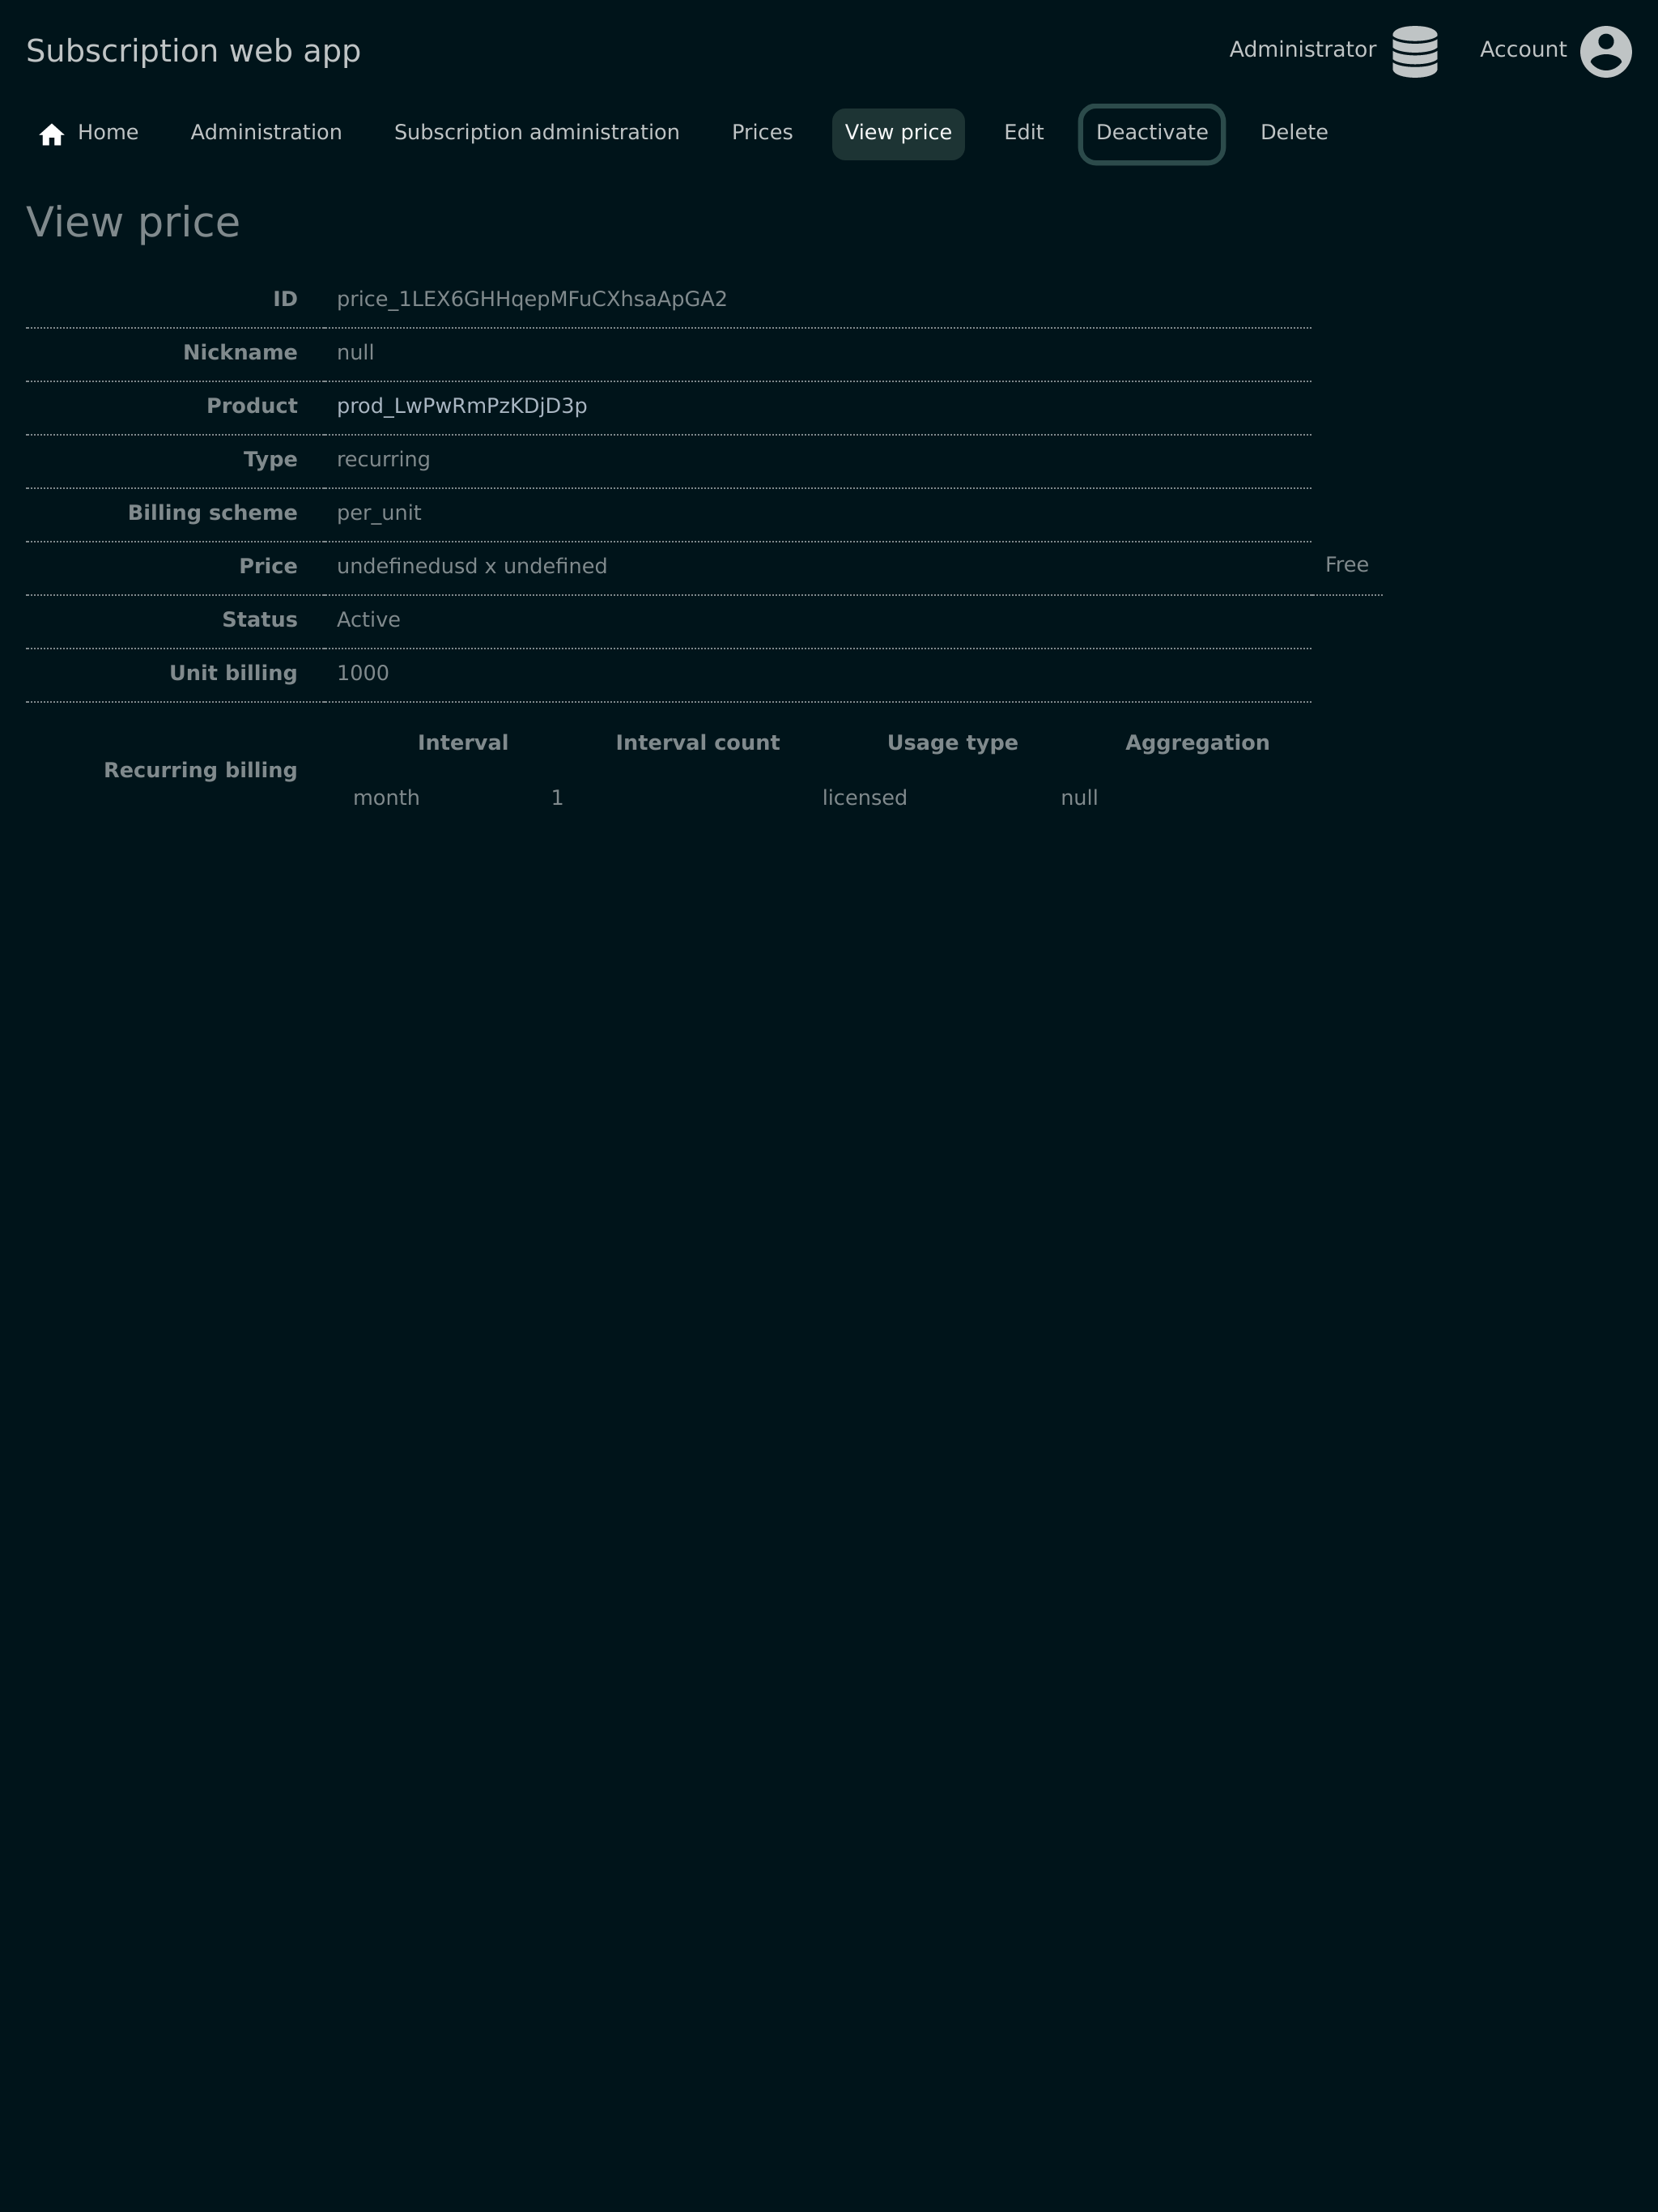 Subscription web app
Administrator
Account
Home Administration Subscription administration Prices View price Edit Deactivate Delete
View price
ID price_1LEX6GHHqepMFuCXhsaApGA2
Nickname null
Product prod_LwPwRmPzKDjD3p
Type recurring
Billing scheme per_unit
Price undefinedusd x undefined Free
Status Active
Unit billing 1000
Recurring billing
Interval Interval count Usage type Aggregation
month 1 licensed null